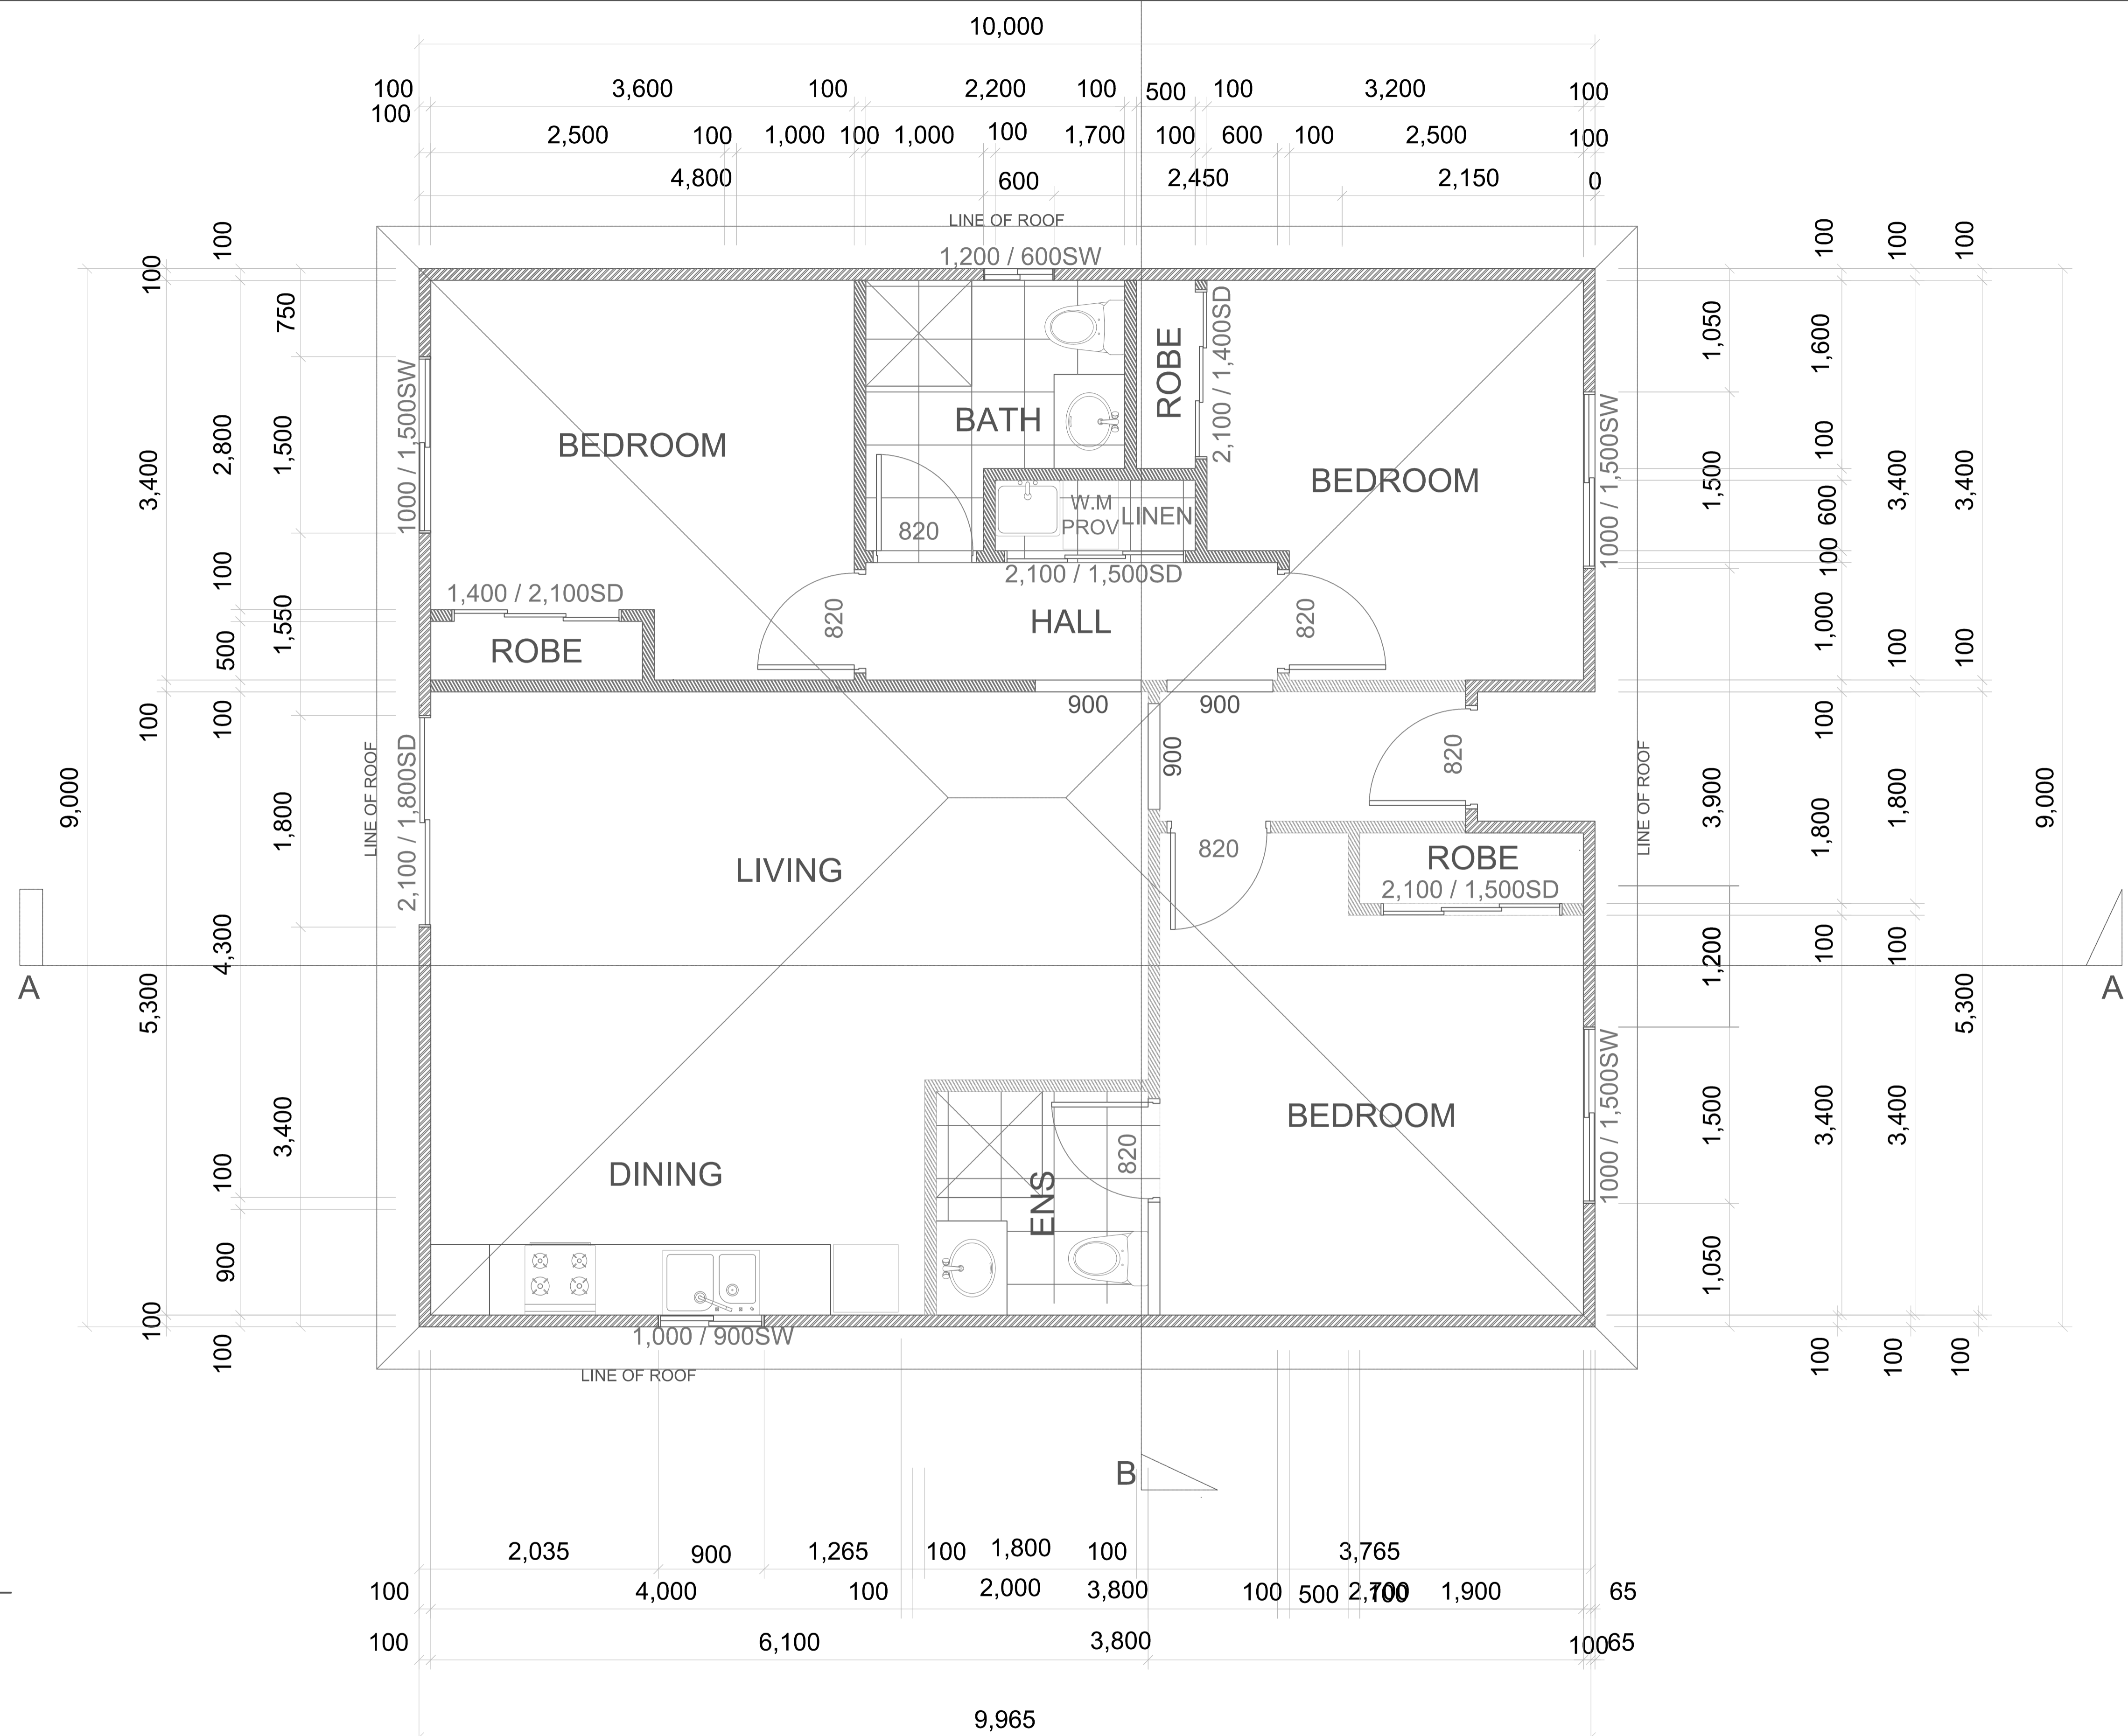 10,000
100 3,600 100 2,200 100 500 100 3,200 100
100 2,500 100 1,000 100 1,000 100 1,700 100 600 100 2,500 100
4,800 600 2,450 2,150 0
LINE OF ROOF
1,200 / 600SW
100
100
750
1,500
2,800
3,400
100
1,550
500
100
100
1,800
9,000
4,300
5,300
3,400
100
900
100
100
1000 / 1,500SW
BEDROOM
BATH
ROBE
2,100 / 1,400SD
BEDROOM
1000 / 1,500SW
W.M
PROV
LINEN
820
2,100 / 1,500SD
1,400 / 2,100SD
ROBE
820
HALL
820
900
900
900
820
LINE OF ROOF
2,100 / 1,800SD
LIVING
820
ROBE
2,100 / 1,500SD
LINE OF ROOF
A
A
DINING
ENS
820
BEDROOM
1000 / 1,500SW
1,000 / 900SW
LINE OF ROOF
100
100
100
1,050
1,600
1,500
100
3,400
3,400
600
100
1,000
100
100
100
3,900
1,800
1,800
9,000
1,200
100
100
5,300
1,500
3,400
3,400
1,050
100
100
100
B
2,035 900 1,265 100 1,800 100 3,765
100 4,000 100 2,000 3,800 100 500 2,700 100 1,900 65
100 6,100 3,800 100 65
9,965